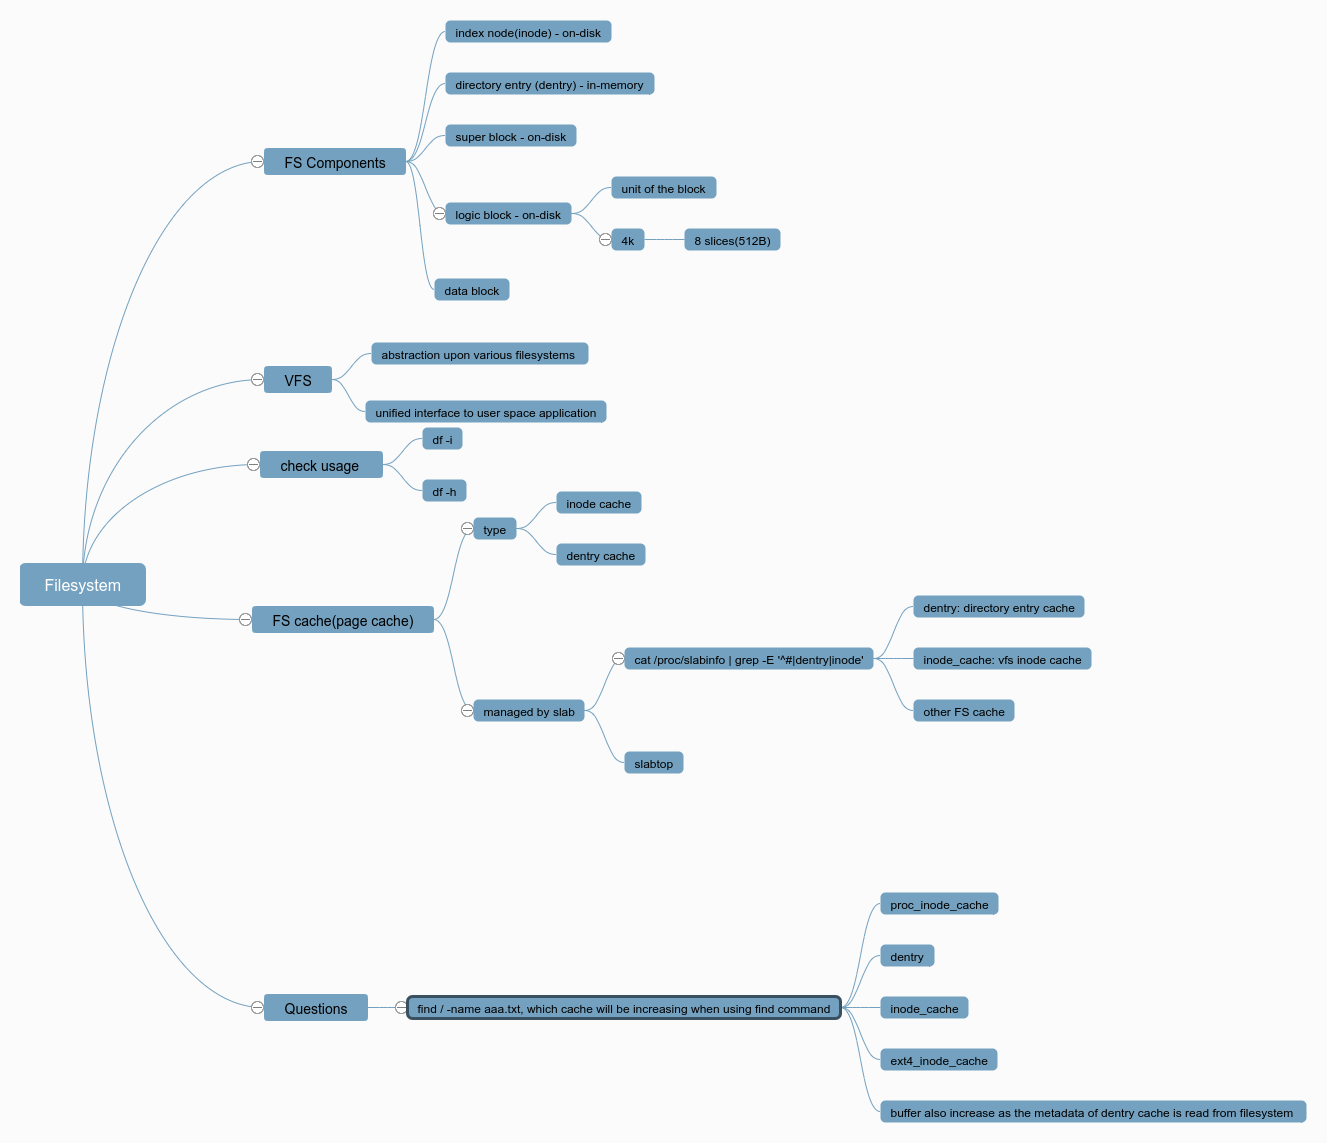 Filesystem
FS Components
index node(inode) - on-disk
directory entry (dentry) - in-memory
super block - on-disk
logic block - on-disk
unit of the block
4k
8 slices(512B)
data block
VFS
abstraction upon various filesystems
unified interface to user space application
check usage
df -i
df -h
FS cache(page cache)
type
inode cache
dentry cache
managed by slab
cat /proc/slabinfo | grep -E '^#|dentry|inode'
dentry: directory entry cache
inode_cache: vfs inode cache
other FS cache
slabtop
Questions
find / -name aaa.txt, which cache will be increasing when using find command
proc_inode_cache
dentry
inode_cache
ext4_inode_cache
buffer also increase as the metadata of dentry cache is read from filesystem